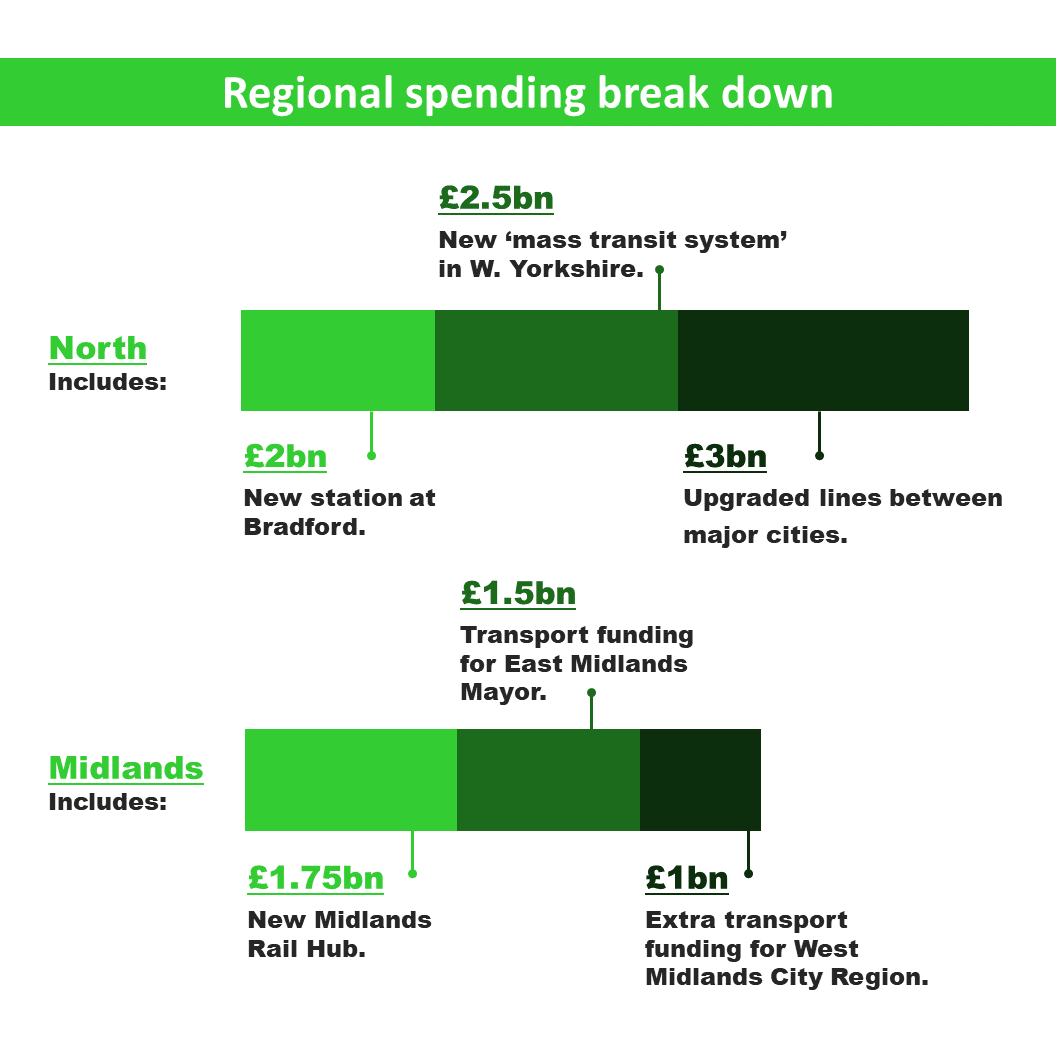 Regional spending break down
£2.5bn
New ‘mass transit system’
in W. Yorkshire.
North
Includes:
£2bn
New station at
Bradford.
£3bn
Upgraded lines between
major cities.
£1.5bn
Transport funding
for East Midlands
Mayor.
Midlands
Includes:
£1.75bn
New Midlands
Rail Hub.
£1bn
Extra transport
funding for West
Midlands City Region.